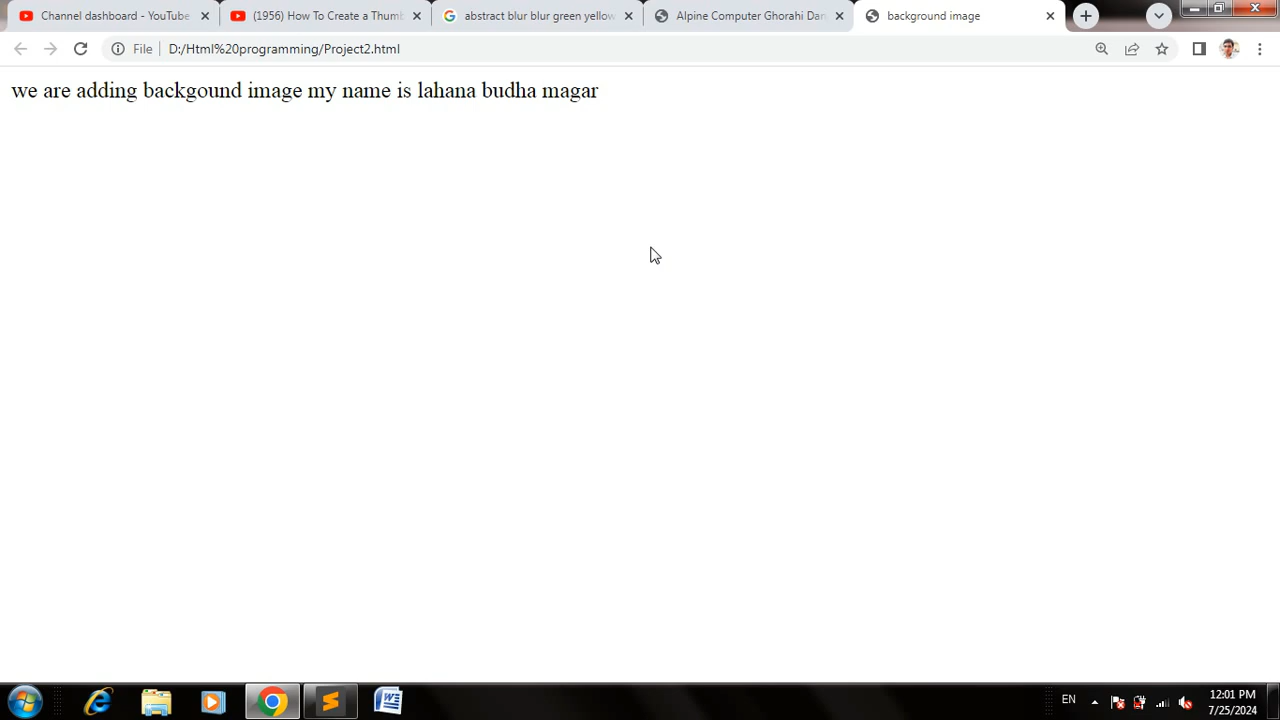 Channel dashboard - YouTube
(1956) How To Create a Thum
abstract blue blur green yellow
Alpine Computer Ghorahi Dan
background image
File
D:/Html%20programming/Project2.html
we are adding backgound image my name is lahana budha magar
EN
12:01 PM
7/25/2024